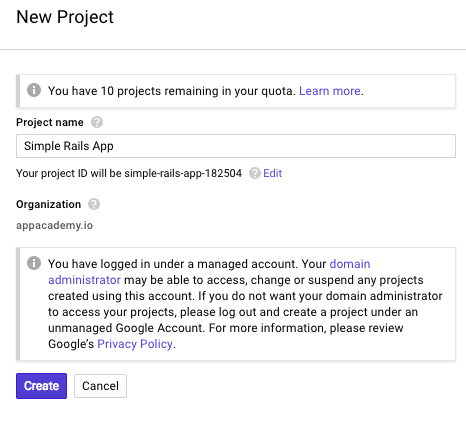 New Project
You have 10 projects remaining in your quota. Learn more.
Project name
Simple Rails App
Your project ID will be simple-rails-app-182504 Edit
Organization
appacademy.io
You have logged in under a managed account. Your domain
administrator may be able to access, change or suspend any projects
created using this account. If you do not want your domain administrator
to access your projects, please log out and create a project under an
unmanaged Google Account. For more information, please review
Google's Privacy Policy.
Create Cancel